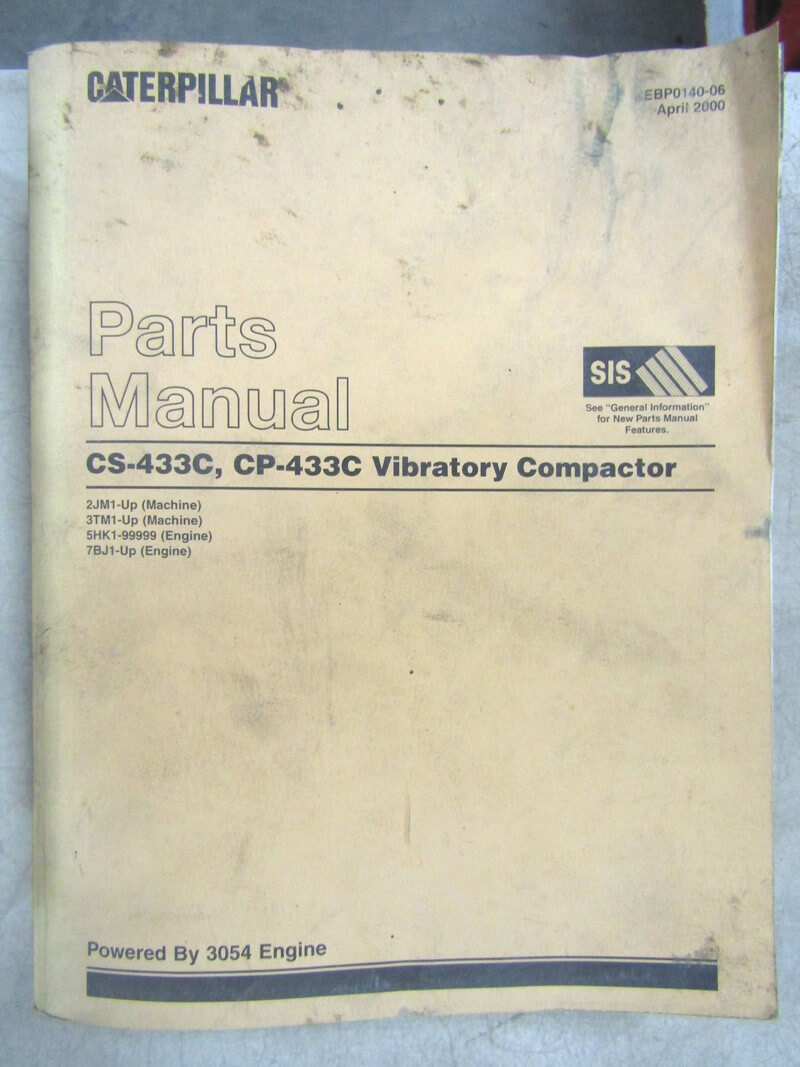 CATERPILLAR®
EBP0140-06
April 2000
Parts
Manual
SIS
See "General Information"
for New Parts Manual
Features.
CS-433C, CP-433C Vibratory Compactor
2JM1-Up (Machine)
3TM1-Up (Machine)
5HK1-99999 (Engine)
7BJ1-Up (Engine)
Powered By 3054 Engine